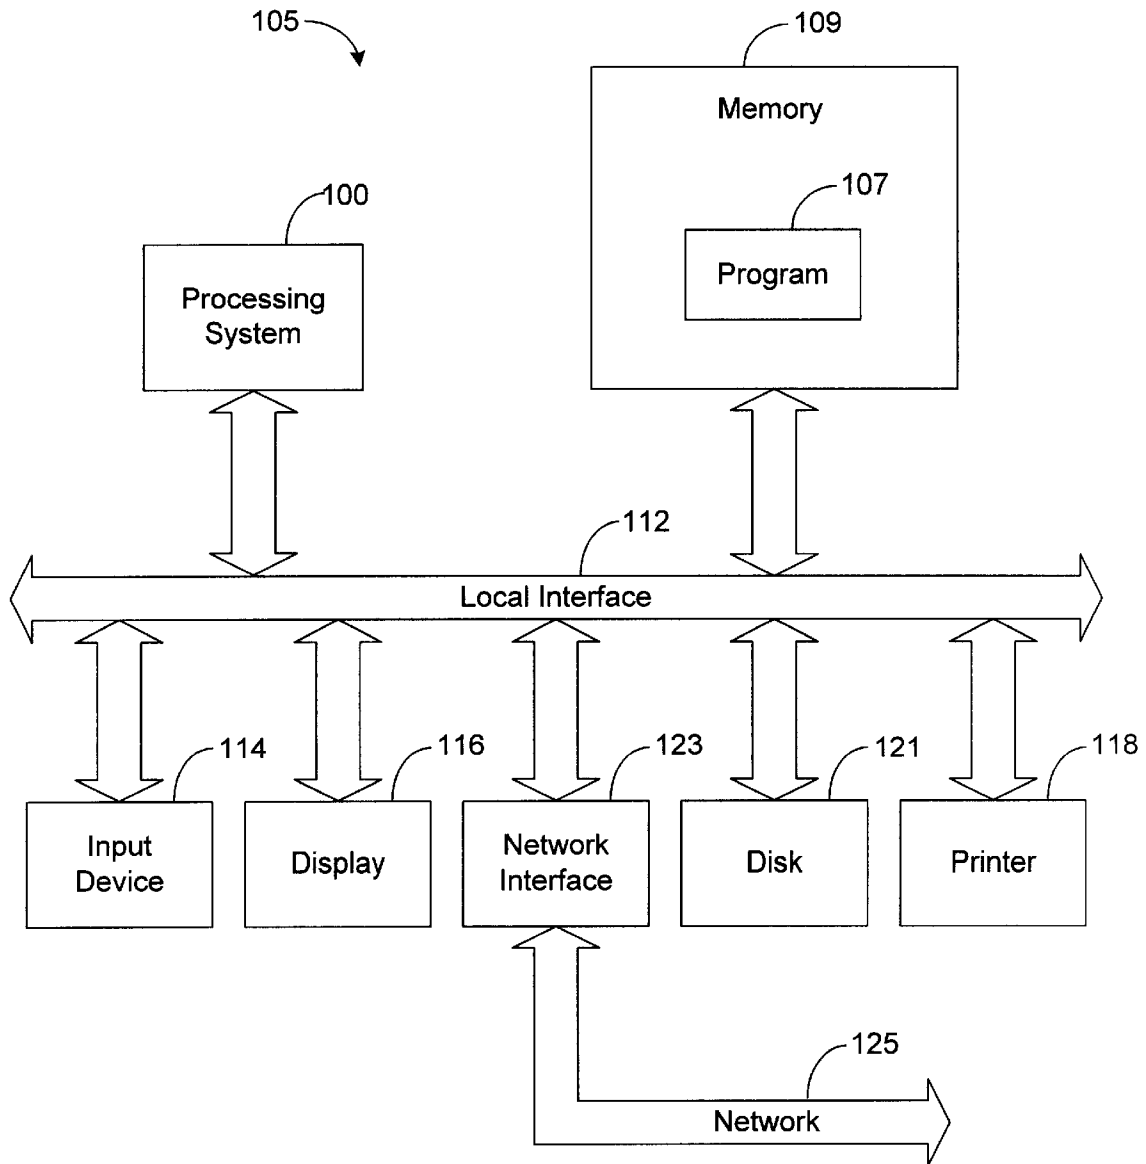 105
109
Memory
100
107
Processing
System
Program
112
Local Interface
114
116
123
121
118
Input
Device
Display
Network
Interface
Disk
Printer
125
Network